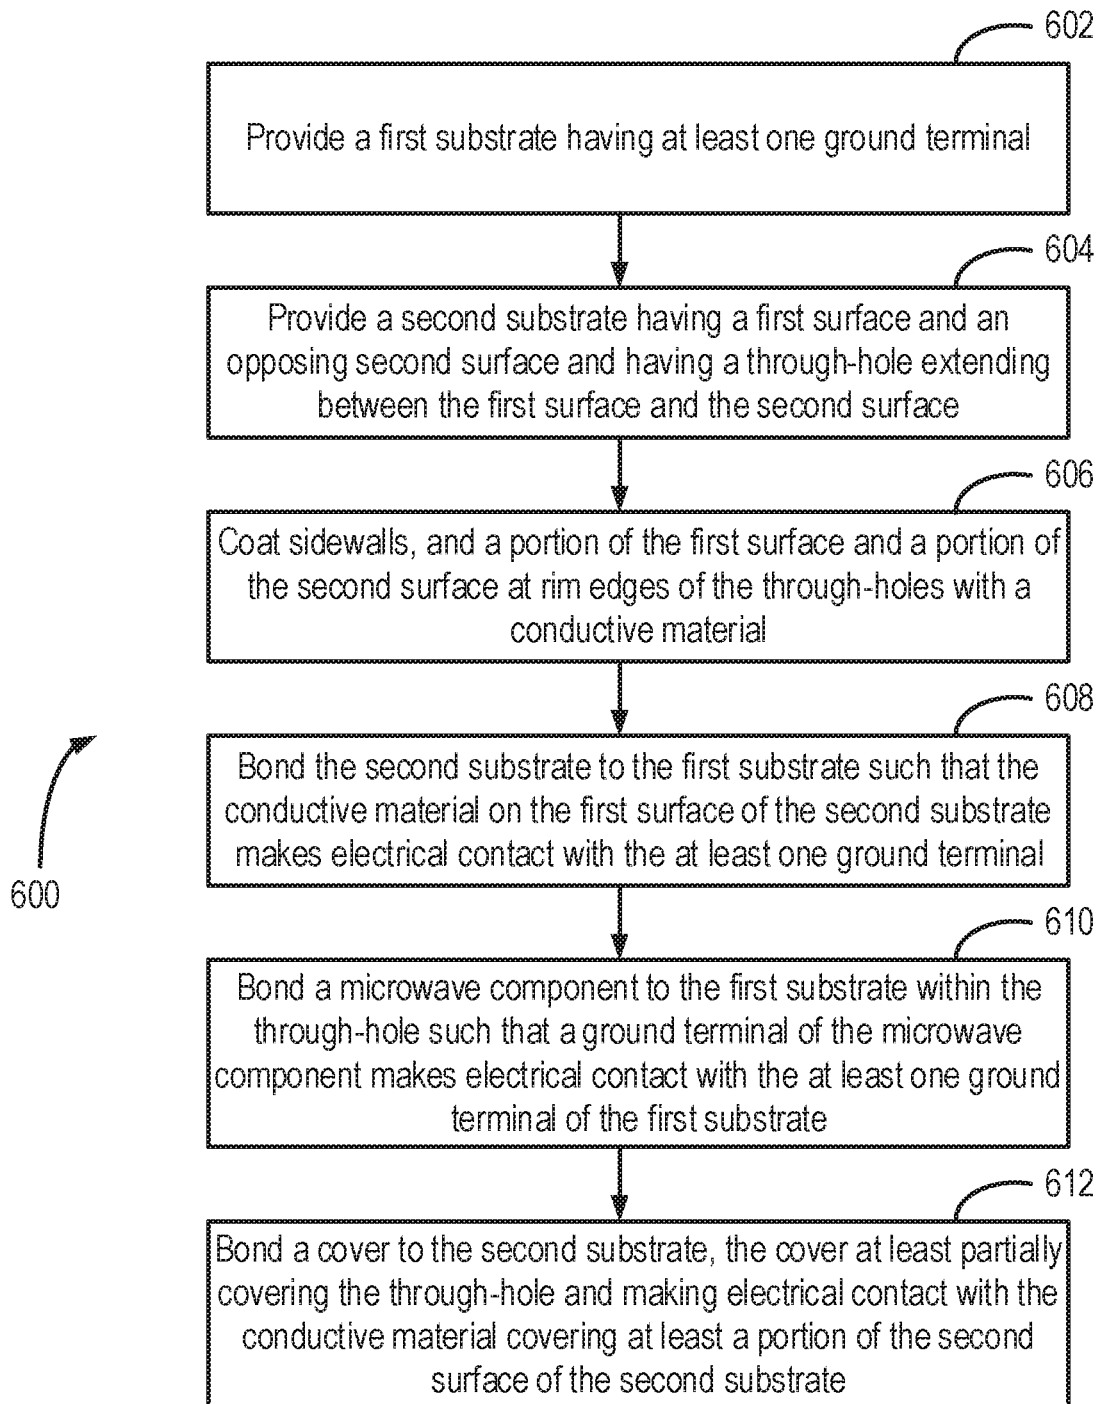 602
Provide a first substrate having at least one ground terminal
604
Provide a second substrate having a first surface and an
opposing second surface and having a through-hole extending
between the first surface and the second surface
606
Coat sidewalls, and a portion of the first surface and a portion of
the second surface at rim edges of the through-holes with a
conductive material
608
Bond the second substrate to the first substrate such that the
conductive material on the first surface of the second substrate
makes electrical contact with the at least one ground terminal
600
610
Bond a microwave component to the first substrate within the
through-hole such that a ground terminal of the microwave
component makes electrical contact with the at least one ground
terminal of the first substrate
612
Bond a cover to the second substrate, the cover at least partially
covering the through-hole and making electrical contact with the
conductive material covering at least a portion of the second
surface of the second substrate